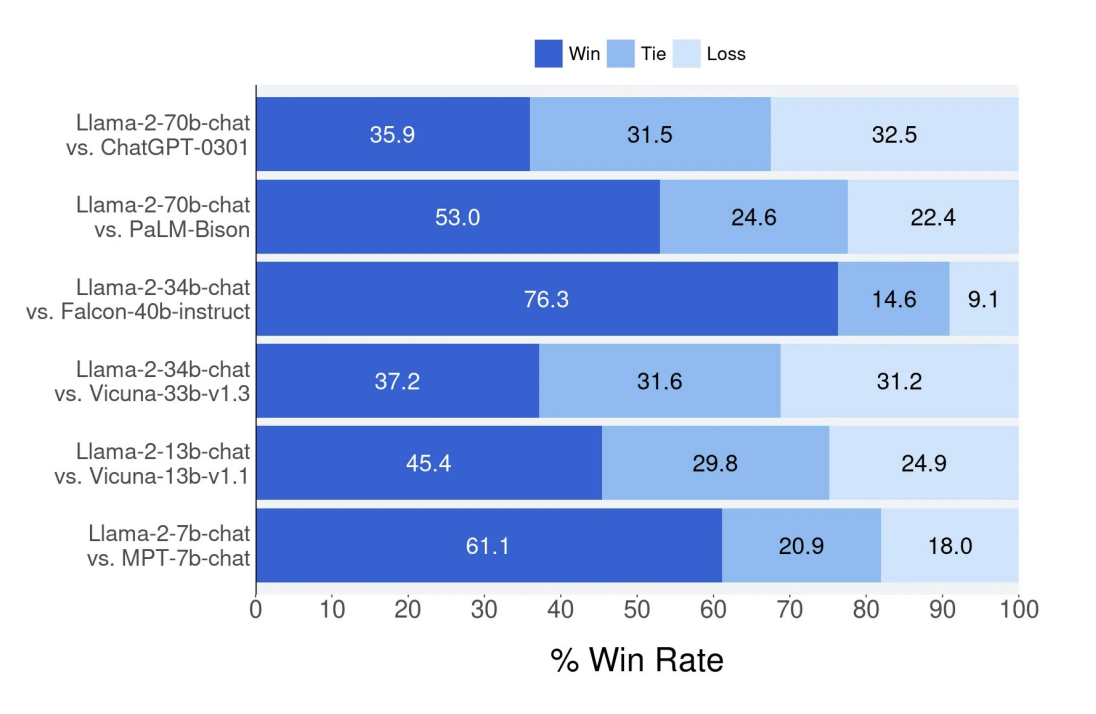 Win Tie Loss
Llama-2-70b-chat
vs. ChatGPT-0301
35.9 31.5 32.5
Llama-2-70b-chat
vs. PaLM-Bison
53.0 24.6 22.4
Llama-2-34b-chat
vs. Falcon-40b-instruct
76.3 14.6 9.1
Llama-2-34b-chat
vs. Vicuna-33b-v1.3
37.2 31.6 31.2
Llama-2-13b-chat
vs. Vicuna-13b-v1.1
45.4 29.8 24.9
Llama-2-7b-chat
vs. MPT-7b-chat
61.1 20.9 18.0
0 10 20 30 40 50 60 70 80 90 100
% Win Rate